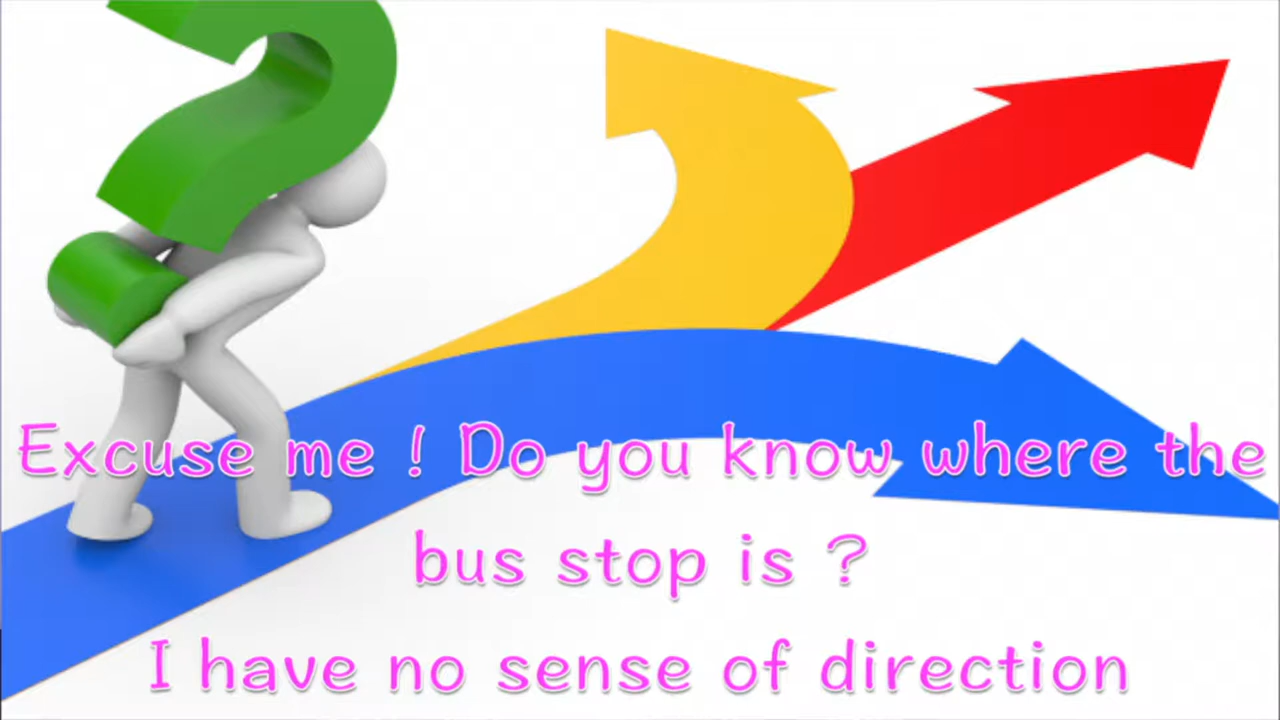 Excuse me ! Do you know where the
bus stop is ?
I have no sense of direction